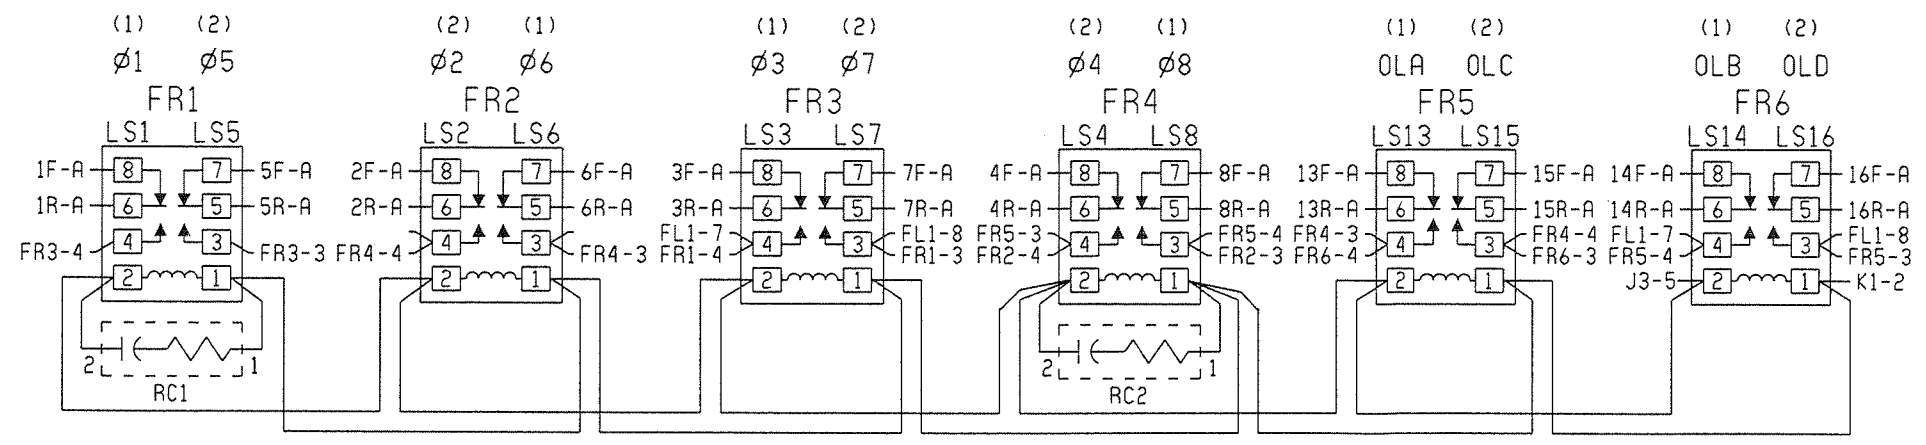 (1) (2) (2) (1) (1) (2) (2) (1) (1) (2) (1) (2)
Ø1 Ø5 Ø2 Ø6 Ø3 Ø7 Ø4 Ø8 OLA OLC OLB OLD
FR1 FR2 FR3 FR4 FR5 FR6
LS1 LS5 LS2 LS6 LS3 LS7 LS4 LS8 LS13 LS15 LS14 LS16
1F-A 8 7 5F-A 2F-A 8 7 6F-A 3F-A 8 7 7F-A 4F-A 8 7 8F-A 13F-A 8 7 15F-A 14F-A 8 7 16F-A
1R-A 6 5 5R-A 2R-A 6 5 6R-A 3R-A 6 5 7R-A 4R-A 6 5 8R-A 13R-A 6 5 15R-A 14R-A 6 5 16R-A
FL1-7 FL1-8 FR5-3 FR5-4 FR4-3 FR4-4 FL1-7 FL1-8
4 3 4 3 4 3 4 3 4 3 4 3
FR3-4 FR3-3 FR4-4 FR4-3 FR1-4 FR1-3 FR2-4 FR2-3 FR6-4 FR6-3 FR5-4 FR5-3
2 1 2 1 2 1 2 1 2 1 J3-5 2 1 K1-2
2 1 2 1
RC1 RC2